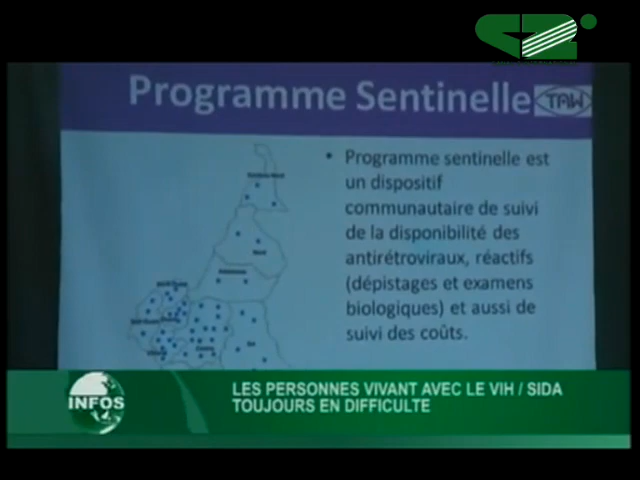 Programme Sentinelle
TAW
• Programme sentinelle est
un dispositif
communautaire de suivi
de la disponibilité des
antirétroviraux, réactifs
(dépistages et examens
biologiques) et aussi de
suivi des coûts.
Nord
INFOS
LES PERSONNES VIVANT AVEC LE VIH / SIDA
TOUJOURS EN DIFFICULTE